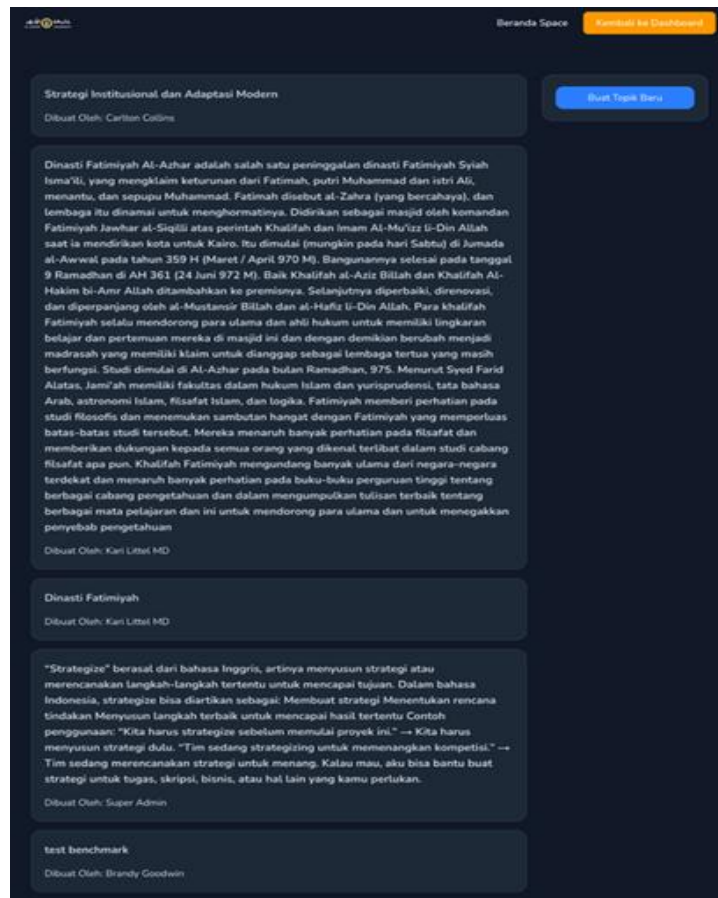 Beranda Space
Kembali ke Dashboard
Strategi Institusional dan Adaptasi Modern
Dibuat Oleh: Carlton Collins
Buat Topik Baru
Dinasti Fatimiyah Al-Azhar adalah salah satu peninggalan dinasti Fatimiyah Syiah
Isma'ili, yang mengklaim keturunan dari Fatimah, putri Muhammad dan istri Ali,
menantu, dan sepupu Muhammad. Fatimah disebut al-Zahra (yang bercahaya), dan
lembaga itu dinamai untuk menghormatinya. Didirikan sebagai masjid oleh komandan
Fatimiyah Jawhar al-Siqilli atas perintah Khalifah dan Imam Al-Mu'izz li-Din Allah
saat ia mendirikan kota untuk Kairo. Itu dimulai (mungkin pada hari Sabtu) di Jumada
al-Awwal pada tahun 359 H (Maret / April 970 M). Bangunannya selesai pada tanggal
9 Ramadhan di AH 361 (24 Juni 972 M). Baik Khalifah al-Aziz Billah dan Khalifah Al-
Hakim bi-Amr Allah ditambahkan ke premisnya. Selanjutnya diperbaiki, direnovasi,
dan diperpanjang oleh al-Mustansir Billah dan al-Hafiz li-Din Allah. Para khalifah
Fatimiyah selalu mendorong para ulama dan ahli hukum untuk memiliki lingkaran
belajar dan pertemuan mereka di masjid ini dan dengan demikian berubah menjadi
madrasah yang memiliki klaim untuk dianggap sebagai lembaga tertua yang masih
berfungsi. Studi dimulai di Al-Azhar pada bulan Ramadhan, 975. Menurut Syed Farid
Alatas, Jami'ah memiliki fakultas dalam hukum Islam dan yurisprudensi, tata bahasa
Arab, astronomi Islam, filsafat Islam, dan logika. Fatimiyah memberi perhatian pada
studi filosofis dan menemukan sambutan hangat dengan Fatimiyah yang memperluas
batas-batas studi tersebut. Mereka menaruh banyak perhatian pada filsafat dan
memberikan dukungan kepada semua orang yang dikenal terlibat dalam studi cabang
filsafat apa pun. Khalifah Fatimiyah mengundang banyak ulama dari negara-negara
terdekat dan menaruh banyak perhatian pada buku-buku perguruan tinggi tentang
berbagai cabang pengetahuan dan dalam mengumpulkan tulisan terbaik tentang
berbagai mata pelajaran dan ini untuk mendorong para ulama dan untuk menegakkan
penyebab pengetahuan
Dibuat Oleh: Kari Littel MD
Dinasti Fatimiyah
Dibuat Oleh: Kari Littel MD
"Strategize" berasal dari bahasa Inggris, artinya menyusun strategi atau
merencanakan langkah-langkah tertentu untuk mencapai tujuan. Dalam bahasa
Indonesia, strategize bisa diartikan sebagai: Membuat strategi Menentukan rencana
tindakan Menyusun langkah terbaik untuk mencapai hasil tertentu Contoh
penggunaan: "Kita harus strategize sebelum memulai proyek ini." → Kita harus
menyusun strategi dulu. "Tim sedang strategizing untuk memenangkan kompetisi." →
Tim sedang merencanakan strategi untuk menang. Kalau mau, aku bisa bantu buat
strategi untuk tugas, skripsi, bisnis, atau hal lain yang kamu perlukan.
Dibuat Oleh: Super Admin
test benchmark
Dibuat Oleh: Brandy Goodwin